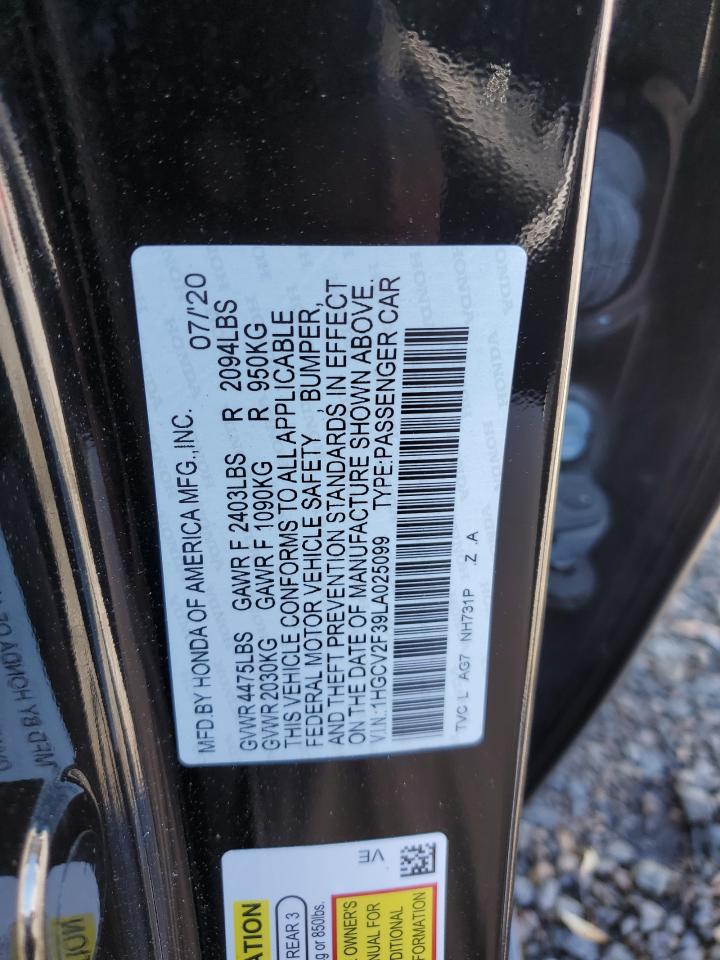 MFD.BY HONDA OF AMERICA MFG.,INC. 07/'20
GVWR 4475LBS GAWR F 2403LBS R 2094LBS
GVWR 2030KG GAWR F 1090KG R 950KG
THIS VEHICLE CONFORMS TO ALL APPLICABLE
FEDERAL MOTOR VEHICLE SAFETY , BUMPER,
AND THEFT PREVENTION STANDARDS IN EFFECT
ON THE DATE OF MANUFACTURE SHOWN ABOVE.
V.I.N.:1HGCV2F39LA025099 TYPE:PASSENGER CAR
TVC L AG7 NH731P .Z .A
HONDA
ATION
REAR 3
g or 850lbs.
OWNER'S
NUAL FOR
DITIONAL
FORMATION